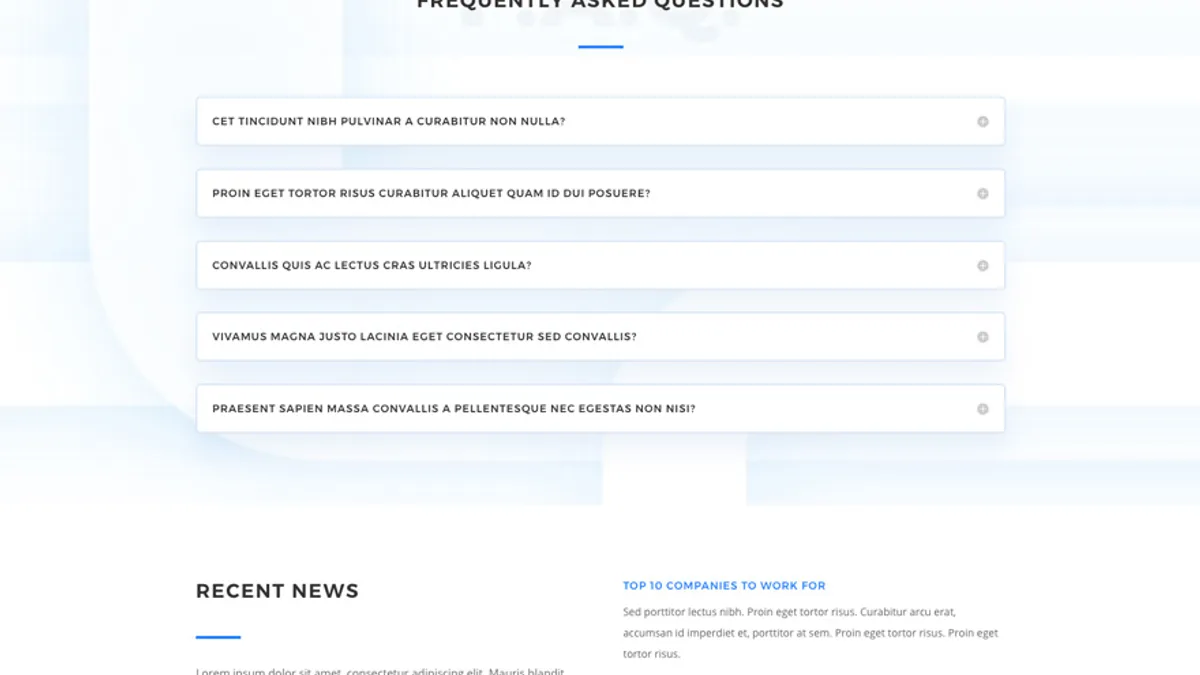 FREQUENTLY ASKED QUESTIONS
CET TINCIDUNT NIBH PULVINAR A CURABITUR NON NULLA?
PROIN EGET TORTOR RISUS CURABITUR ALIQUET QUAM ID DUI POSUERE?
CONVALLIS QUIS AC LECTUS CRAS ULTRICIES LIGULA?
VIVAMUS MAGNA JUSTO LACINIA EGET CONSECTETUR SED CONVALLIS?
PRAESENT SAPIEN MASSA CONVALLIS A PELLENTESQUE NEC EGESTAS NON NISI?
RECENT NEWS
Lorem ipsum dolor sit amet, consectetur adipiscing elit. Mauris blandit
TOP 10 COMPANIES TO WORK FOR
Sed porttitor lectus nibh. Proin eget tortor risus. Curabitur arcu erat,
accumsan id imperdiet et, porttitor at sem. Proin eget tortor risus. Proin eget
tortor risus.